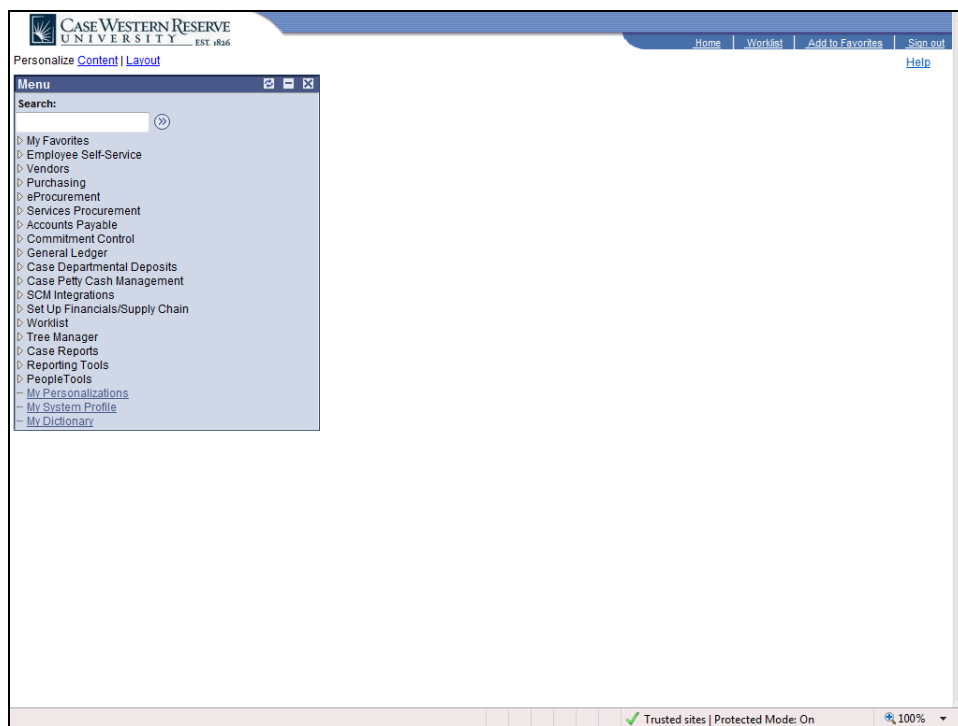 CASE WESTERN RESERVE
UNIVERSITY EST. 1826
Home Worklist Add to Favorites Sign out
Personalize Content | Layout
Help
Menu
Search:
My Favorites
Employee Self-Service
Vendors
Purchasing
eProcurement
Services Procurement
Accounts Payable
Commitment Control
General Ledger
Case Departmental Deposits
Case Petty Cash Management
SCM Integrations
Set Up Financials/Supply Chain
Worklist
Tree Manager
Case Reports
Reporting Tools
PeopleTools
My Personalizations
My System Profile
My Dictionary
Trusted sites | Protected Mode: On 100%